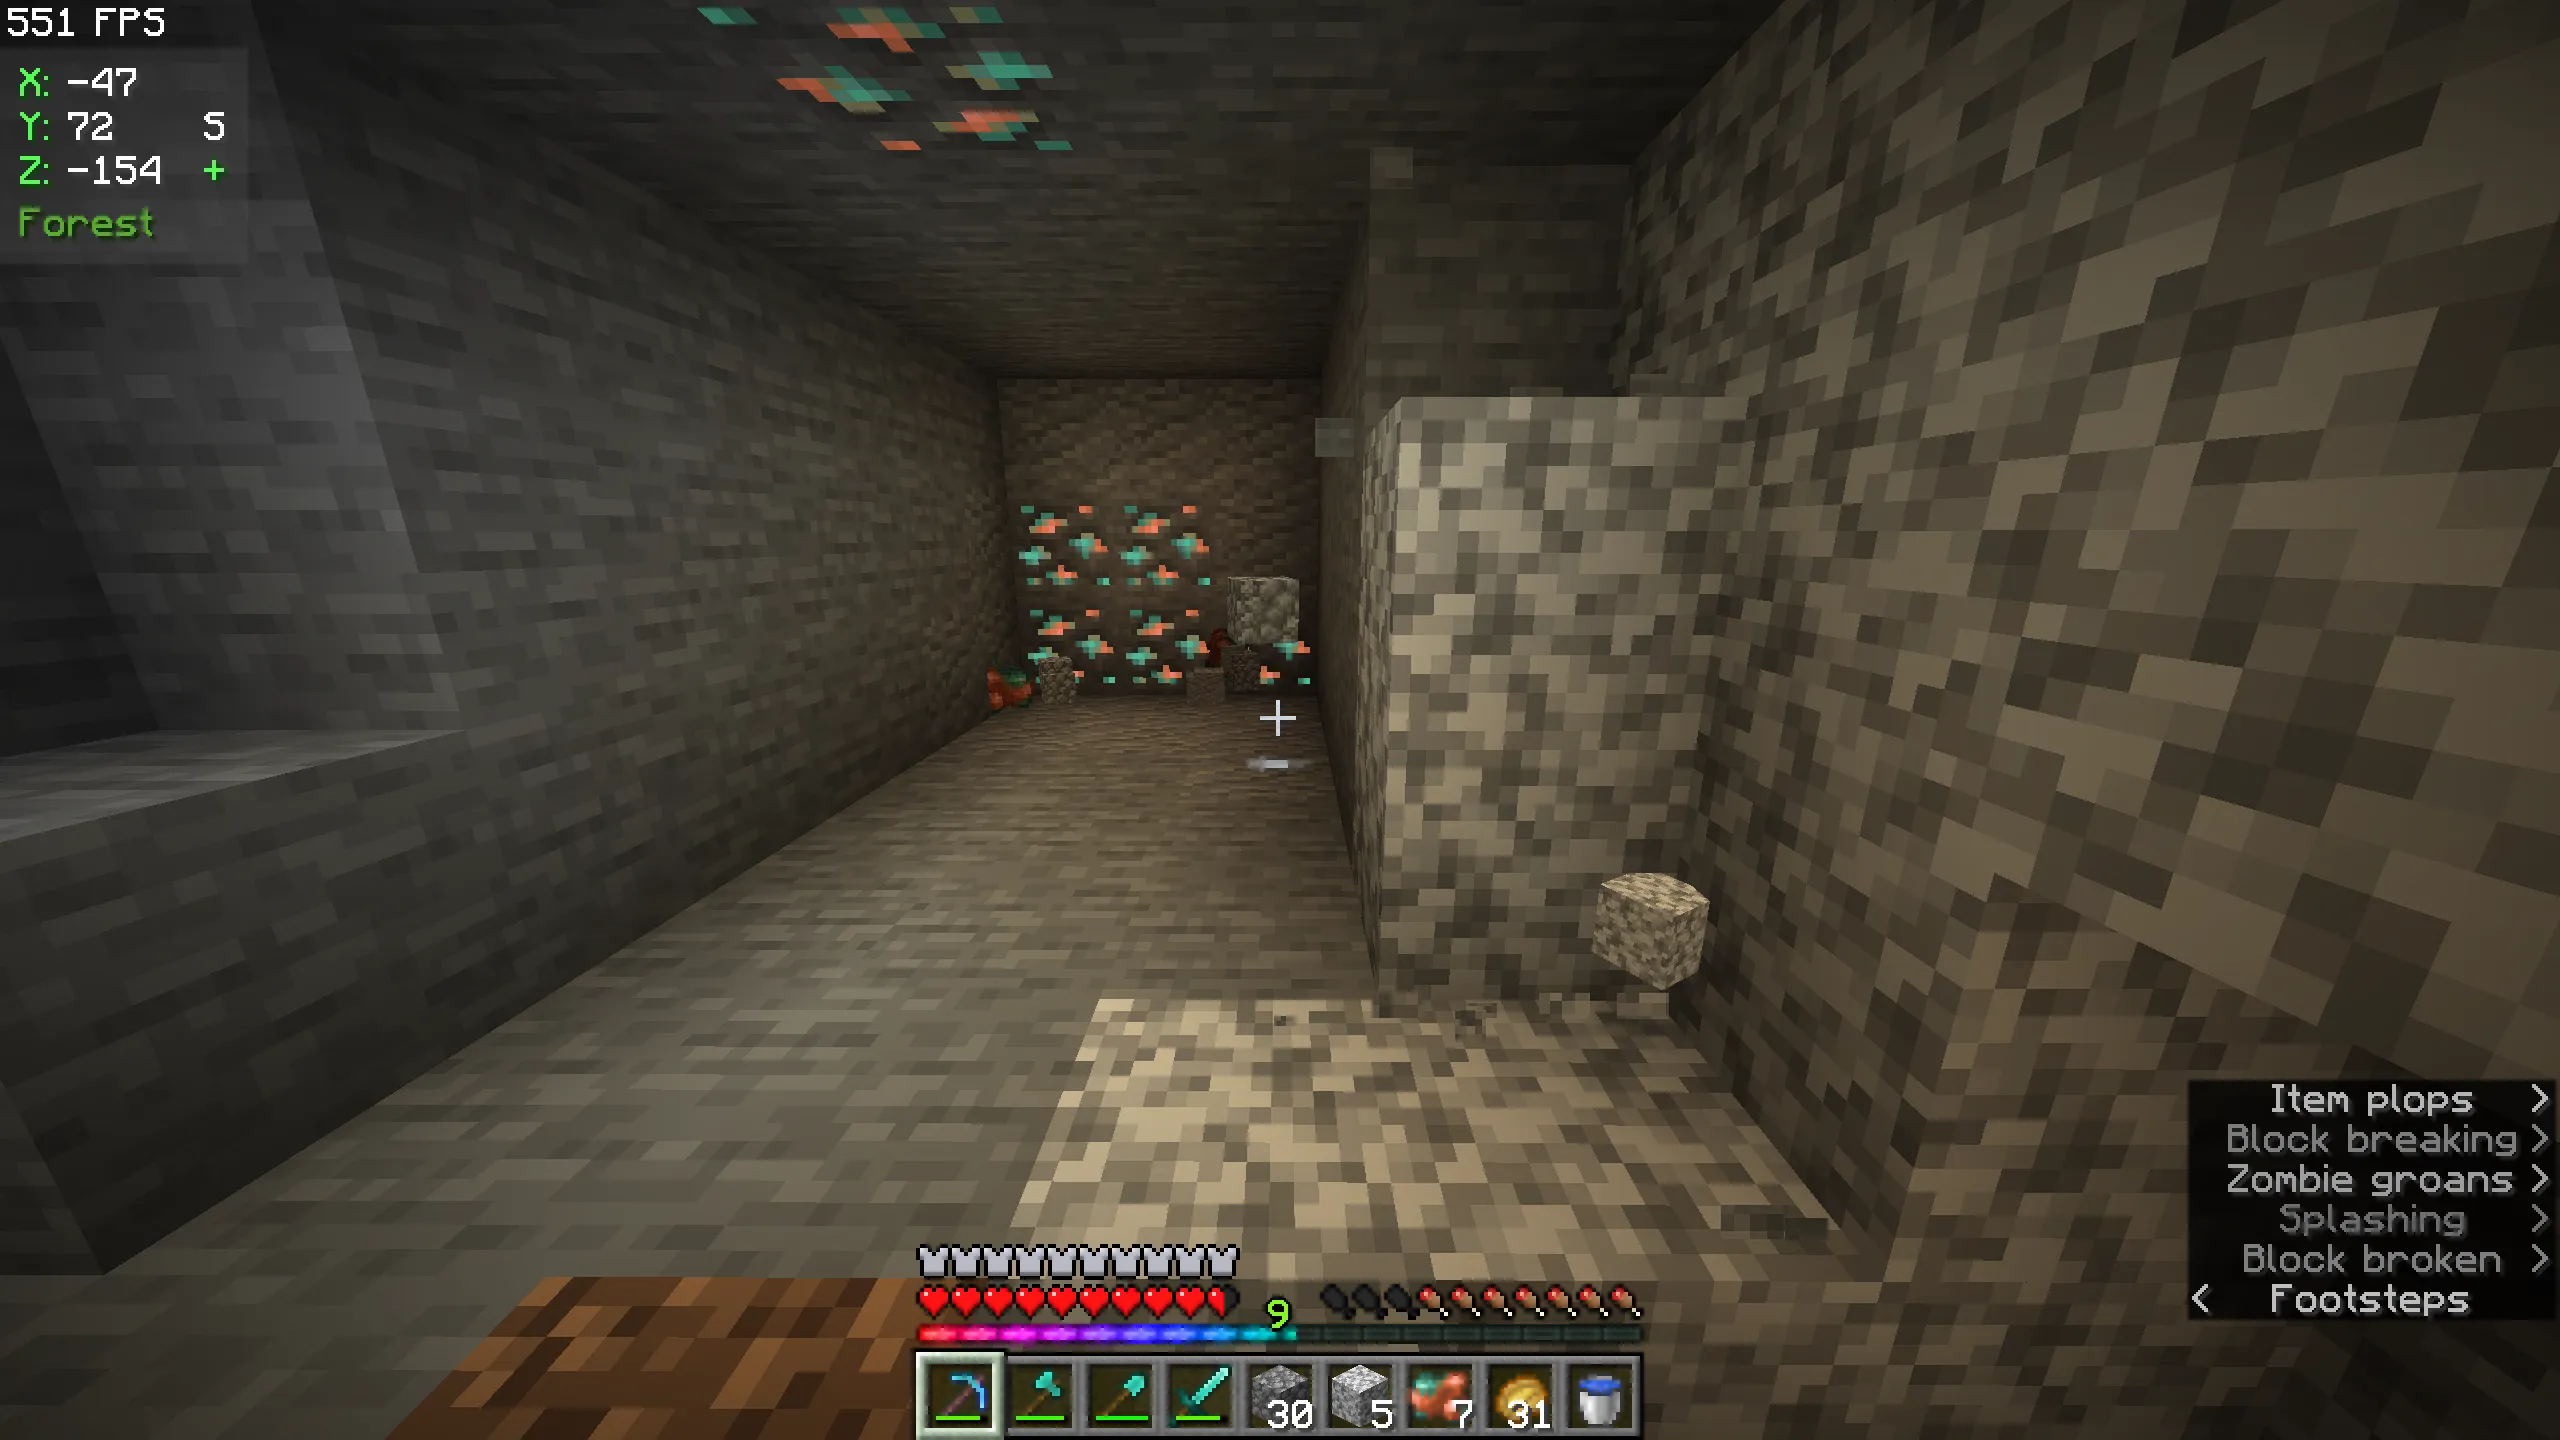 551 FPS
X: -47
Y: 72 S
Z: -154 +
Forest
Item plops >
Block breaking >
Zombie groans >
Splashing >
Block broken >
< Footsteps
9
30 5 7 31